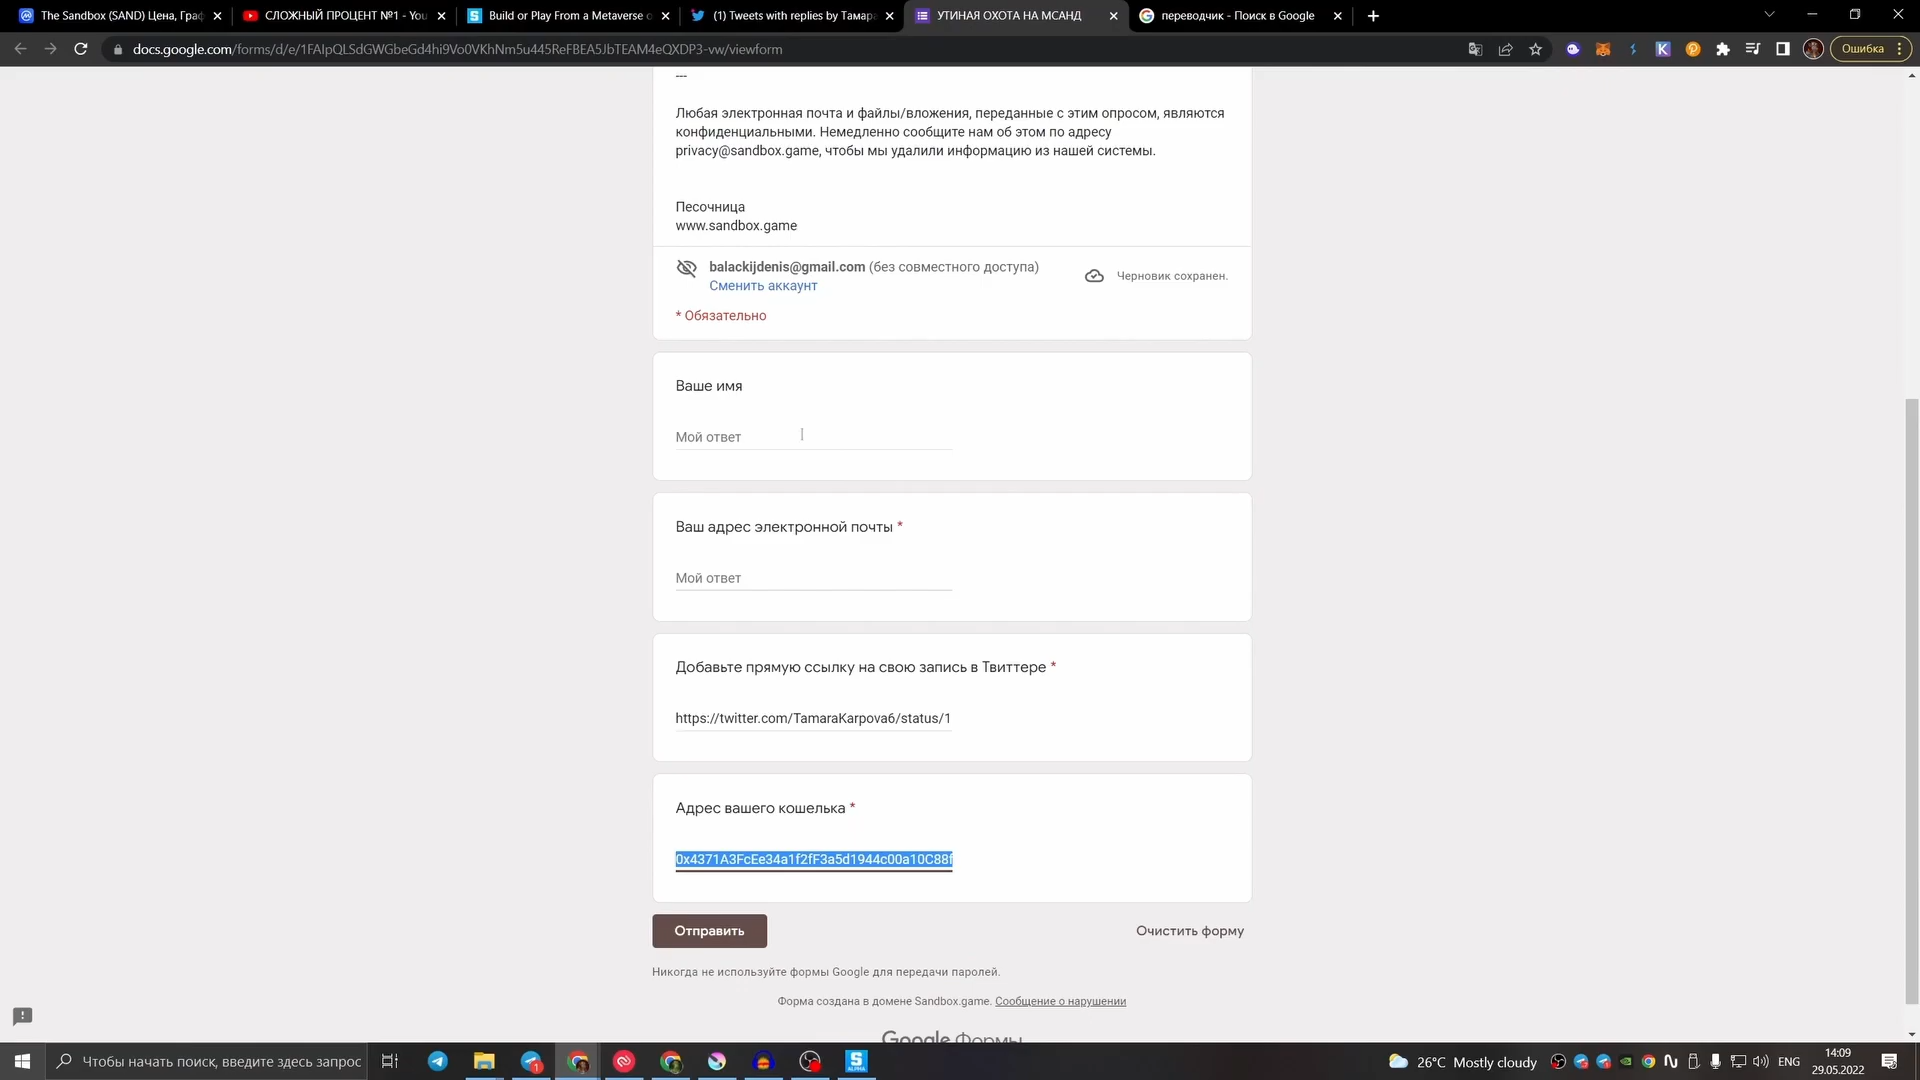 The Sandbox (SAND) Цена, Граф
СЛОЖНЫЙ ПРОЦЕНТ №1 - You
Build or Play From a Metaverse o
(1) Tweets with replies by Тамара
УТИНАЯ ОХОТА НА МСАНД
переводчик - Поиск в Google
docs.google.com/forms/d/e/1FAIpQLSdGWGbeGd4hi9Vo0VKhNm5u445ReFBEA5JbTEAM4eQXDP3-vw/viewform
Ошибка
---
Любая электронная почта и файлы/вложения, переданные с этим опросом, являются
конфиденциальными. Немедленно сообщите нам об этом по адресу
privacy@sandbox.game, чтобы мы удалили информацию из нашей системы.
Песочница
www.sandbox.game
balackijdenis@gmail.com (без совместного доступа)
Сменить аккаунт
Черновик сохранен.
* Обязательно
Ваше имя
Мой ответ
Ваш адрес электронной почты *
Мой ответ
Добавьте прямую ссылку на свою запись в Твиттере *
https://twitter.com/TamaraKarpova6/status/1
Адрес вашего кошелька *
0x4371A3FcEe34a1f2fF3a5d1944c00a10C88f
Отправить
Очистить форму
Никогда не используйте формы Google для передачи паролей.
Форма создана в домене Sandbox.game. Сообщение о нарушении
Google Формы
Чтобы начать поиск, введите здесь запрос
26°C Mostly cloudy
ENG
14:09
29.05.2022